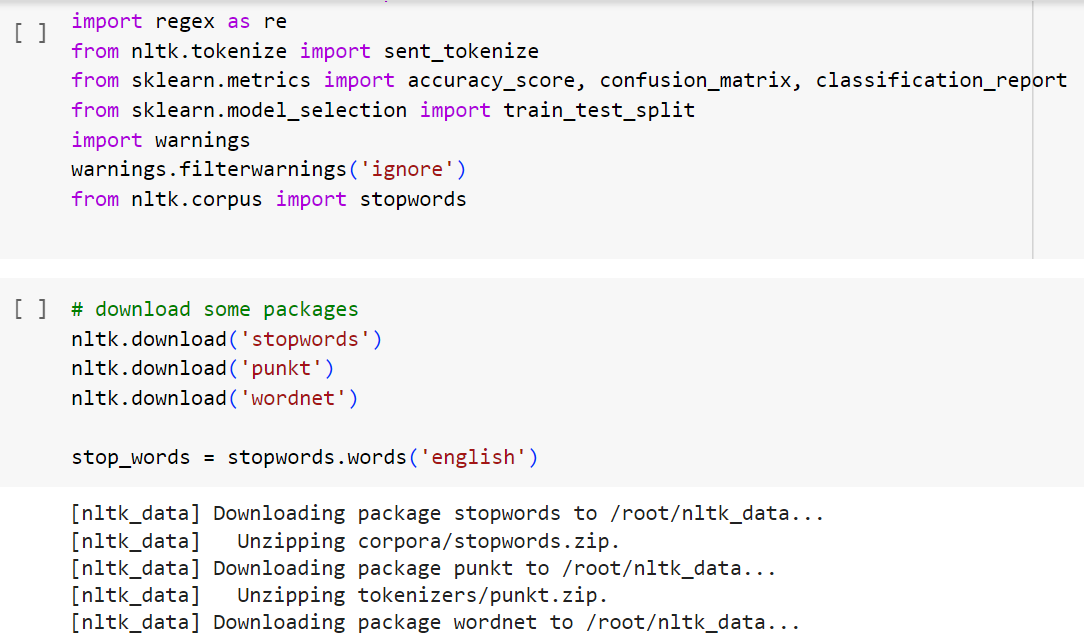 [ ]
import regex as re
from nltk.tokenize import sent_tokenize
from sklearn.metrics import accuracy_score, confusion_matrix, classification_report
from sklearn.model_selection import train_test_split
import warnings
warnings.filterwarnings('ignore')
from nltk.corpus import stopwords
[ ]
# download some packages
nltk.download('stopwords')
nltk.download('punkt')
nltk.download('wordnet')
stop_words = stopwords.words('english')
[nltk_data] Downloading package stopwords to /root/nltk_data...
[nltk_data]   Unzipping corpora/stopwords.zip.
[nltk_data] Downloading package punkt to /root/nltk_data...
[nltk_data]   Unzipping tokenizers/punkt.zip.
[nltk_data] Downloading package wordnet to /root/nltk_data...